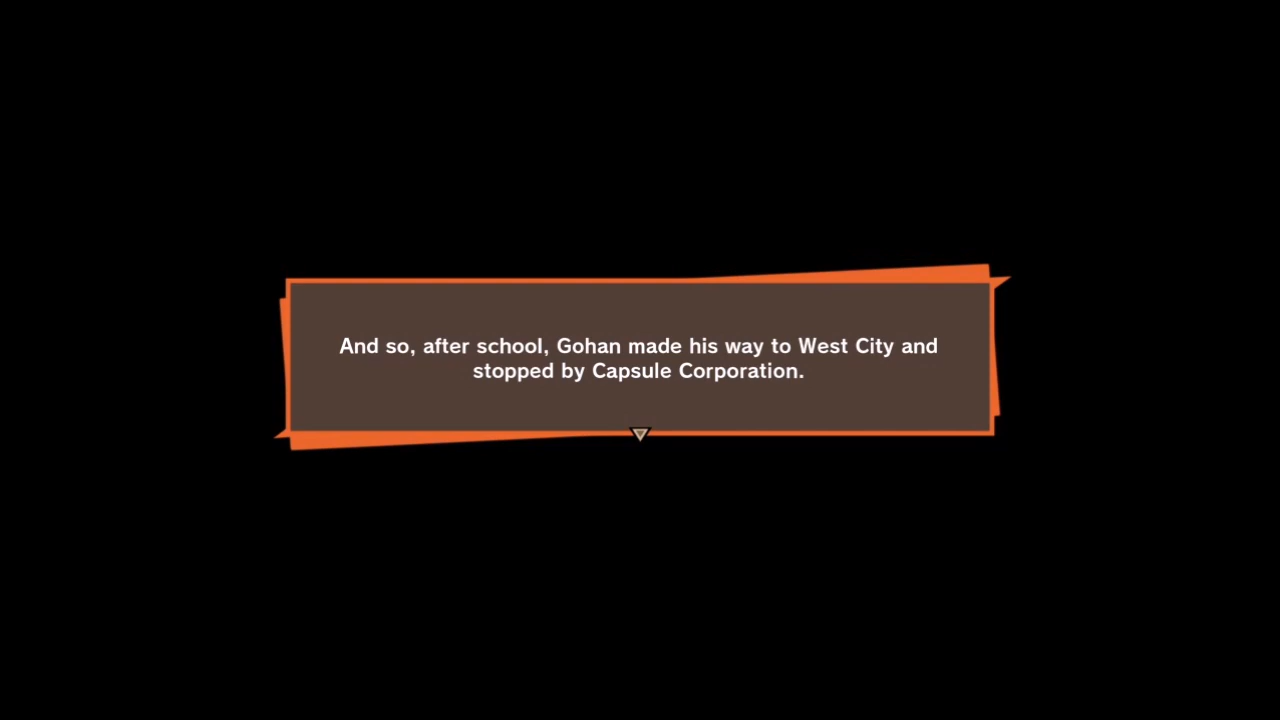 And so, after school, Gohan made his way to West City and
stopped by Capsule Corporation.